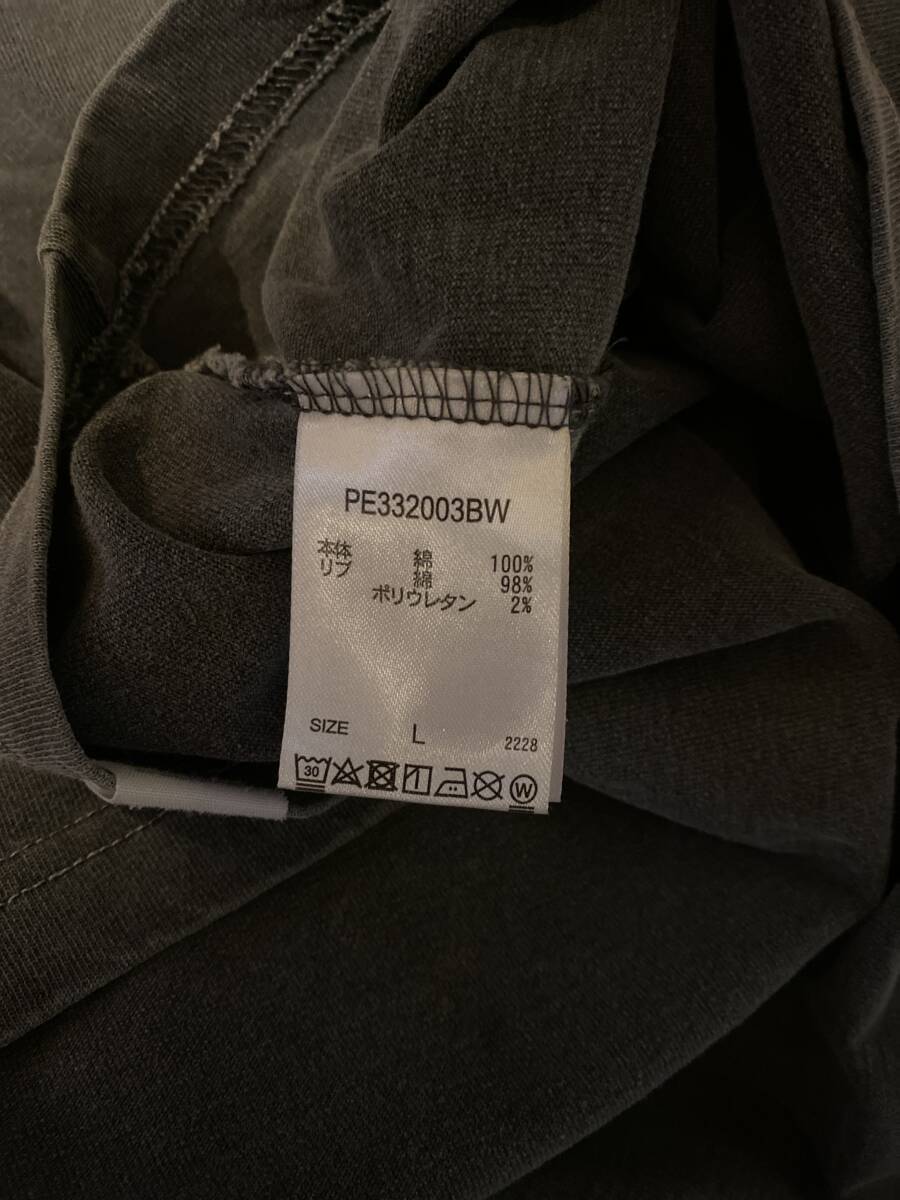 PE332003BW
本体 綿 100%
リブ 綿 98%
ポリウレタン 2%
SIZE L 2228
30 W